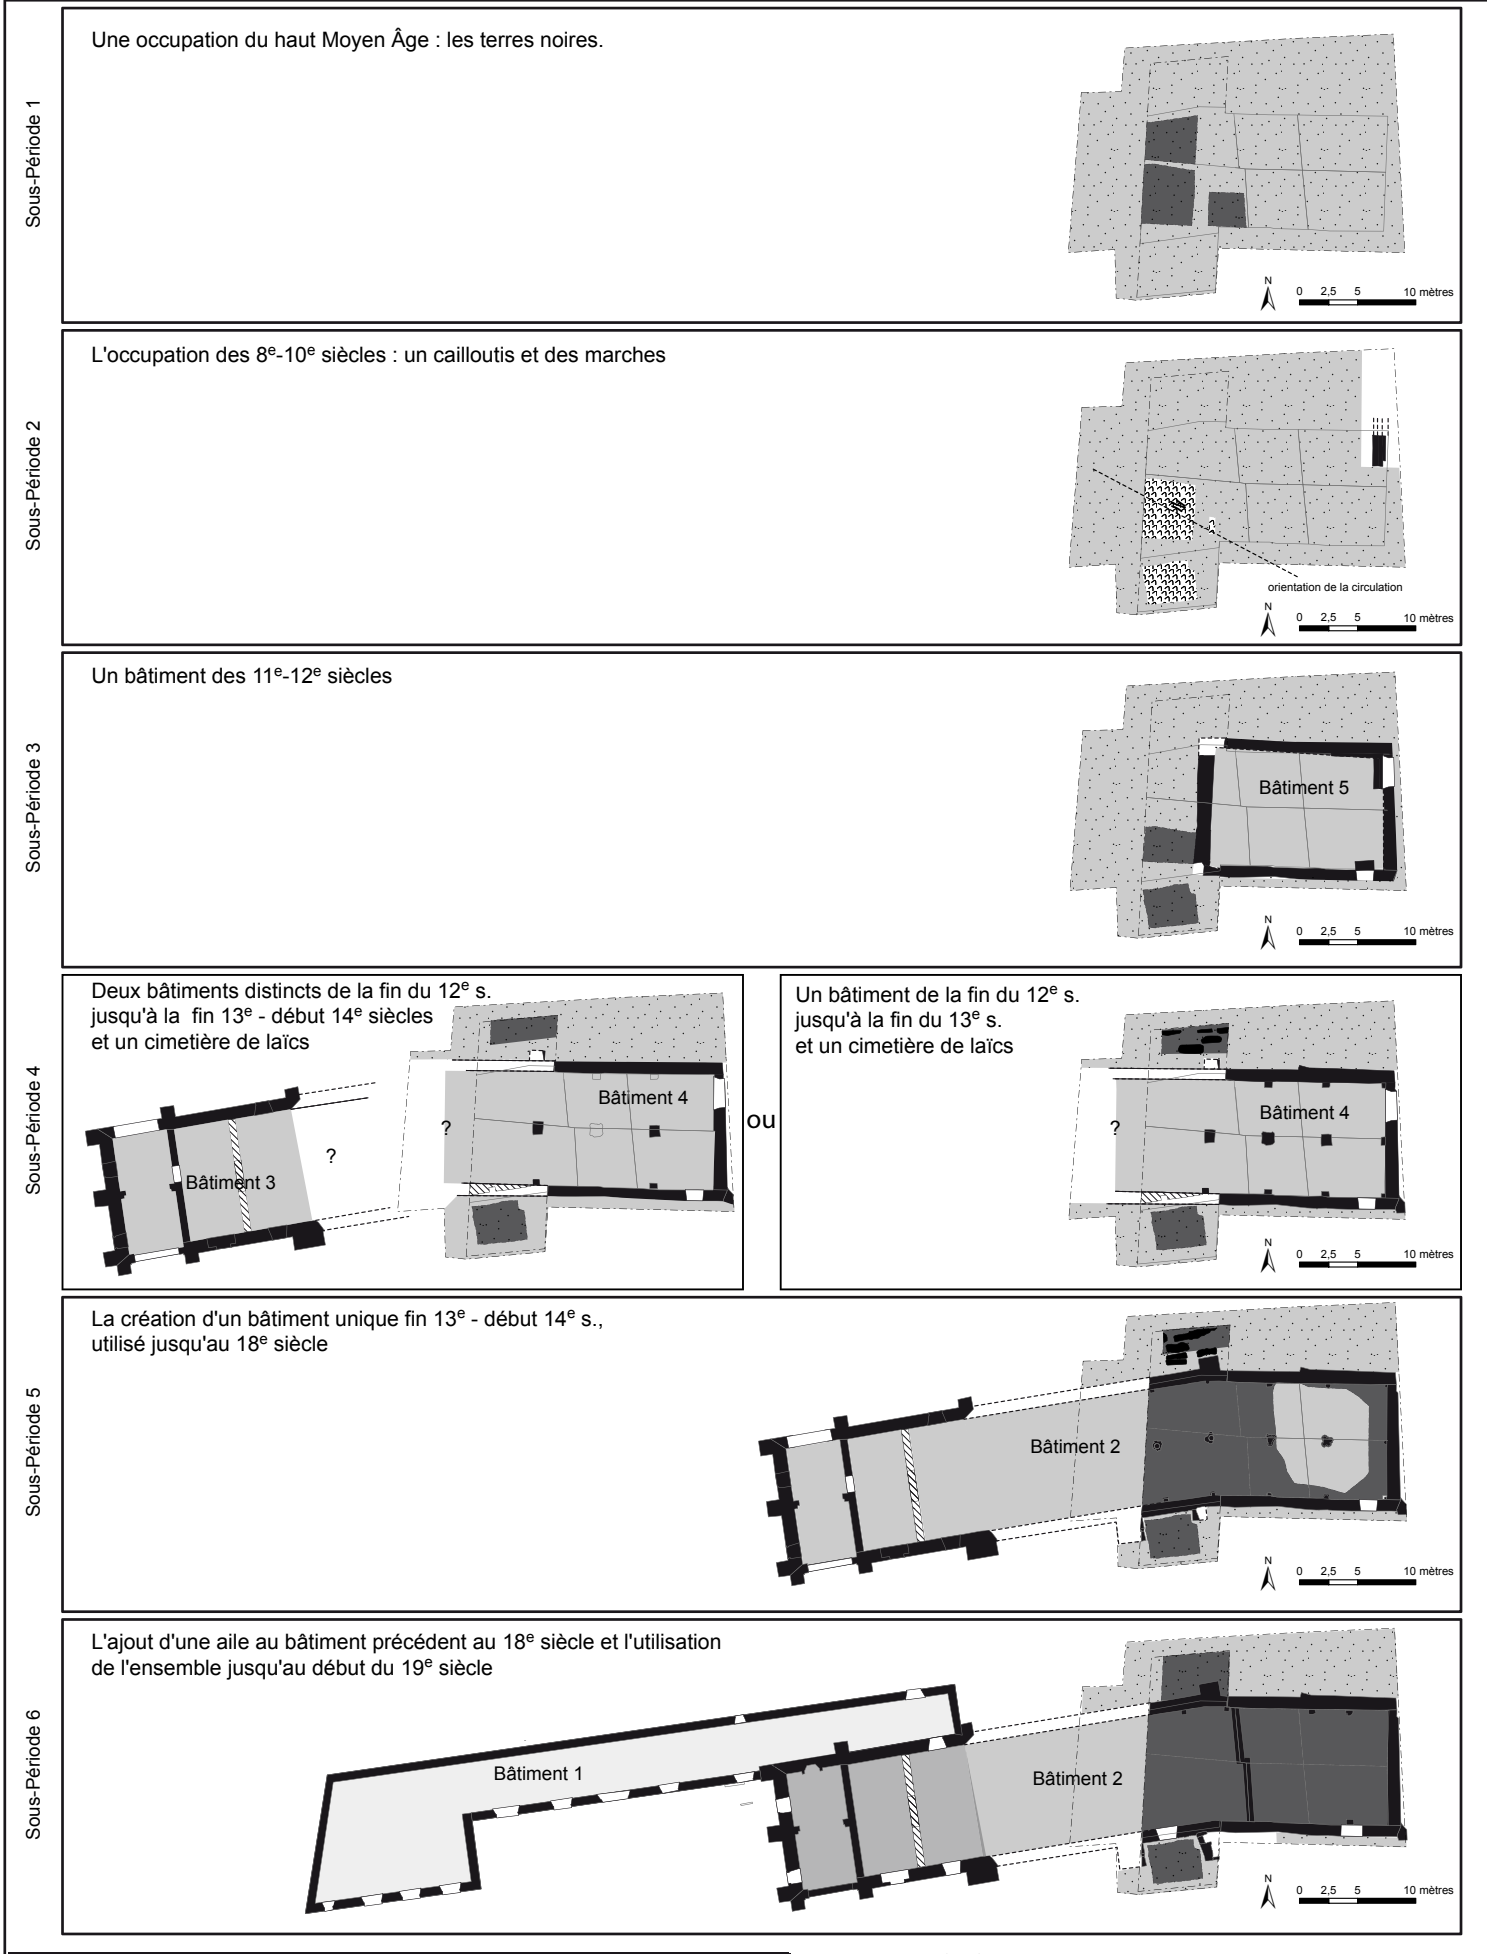 Sous-Période 1
Une occupation du haut Moyen Âge : les terres noires.
N
0 2,5 5 10 mètres
Sous-Période 2
L'occupation des 8e-10e siècles : un cailloutis et des marches
orientation de la circulation
N
0 2,5 5 10 mètres
Sous-Période 3
Un bâtiment des 11e-12e siècles
Bâtiment 5
N
0 2,5 5 10 mètres
Sous-Période 4
Deux bâtiments distincts de la fin du 12e s.
jusqu'à la fin 13e - début 14e siècles
et un cimetière de laïcs
Bâtiment 4
?
?
Bâtiment 3
ou
Un bâtiment de la fin du 12e s.
jusqu'à la fin du 13e s.
et un cimetière de laïcs
Bâtiment 4
?
N
0 2,5 5 10 mètres
Sous-Période 5
La création d'un bâtiment unique fin 13e - début 14e s.,
utilisé jusqu'au 18e siècle
Bâtiment 2
N
0 2,5 5 10 mètres
Sous-Période 6
L'ajout d'une aile au bâtiment précédent au 18e siècle et l'utilisation
de l'ensemble jusqu'au début du 19e siècle
Bâtiment 1
Bâtiment 2
N
0 2,5 5 10 mètres